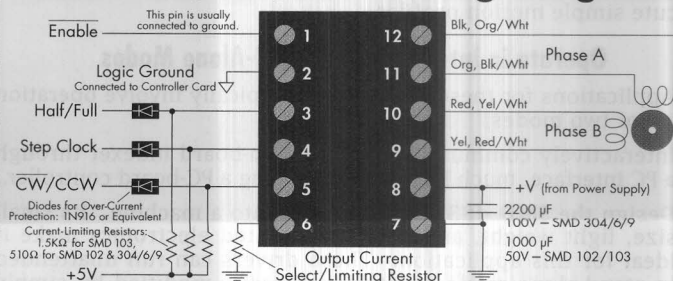 This pin is usually
connected to ground.
Enable
Logic Ground
Connected to Controller Card
Half/Full
Step Clock
CW/CCW
Diodes for Over-Current
Protection: 1N916 or Equivalent
Current-Limiting Resistors:
1.5KΩ for SMD 103,
510Ω for SMD 102 & 304/6/9
+5V
1
2
3
4
5
6
12
11
10
9
8
7
Output Current
Select/Limiting Resistor
Blk, Org/Wht
Phase A
Org, Blk/Wht
Red, Yel/Wht
Phase B
Yel, Red/Wht
+V (from Power Supply)
2200 µF
100V – SMD 304/6/9
1000 µF
50V – SMD 102/103